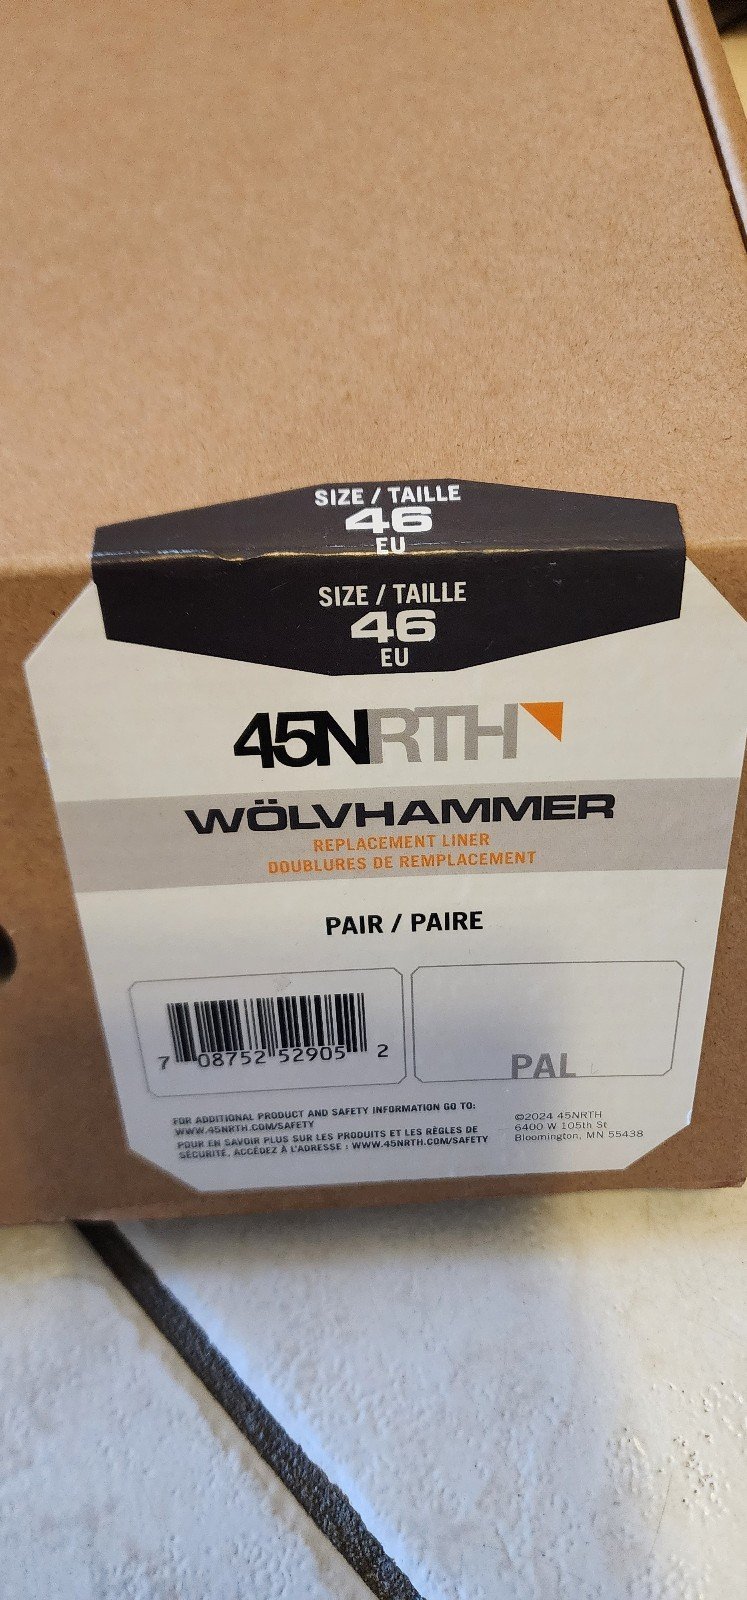 SIZE / TAILLE
46
EU
SIZE / TAILLE
46
EU
45NRTH
WÖLVHAMMER
REPLACEMENT LINER
DOUBLURES DE REMPLACEMENT
PAIR / PAIRE
7 08752 52905 2
PAL
FOR ADDITIONAL PRODUCT AND SAFETY INFORMATION GO TO:
WWW.45NRTH.COM/SAFETY
POUR EN SAVOIR PLUS SUR LES PRODUITS ET LES RÈGLES DE
SÉCURITÉ, ACCÉDEZ À L'ADRESSE : WWW.45NRTH.COM/SAFETY
©2024 45NRTH
6400 W 105th St
Bloomington, MN 55438